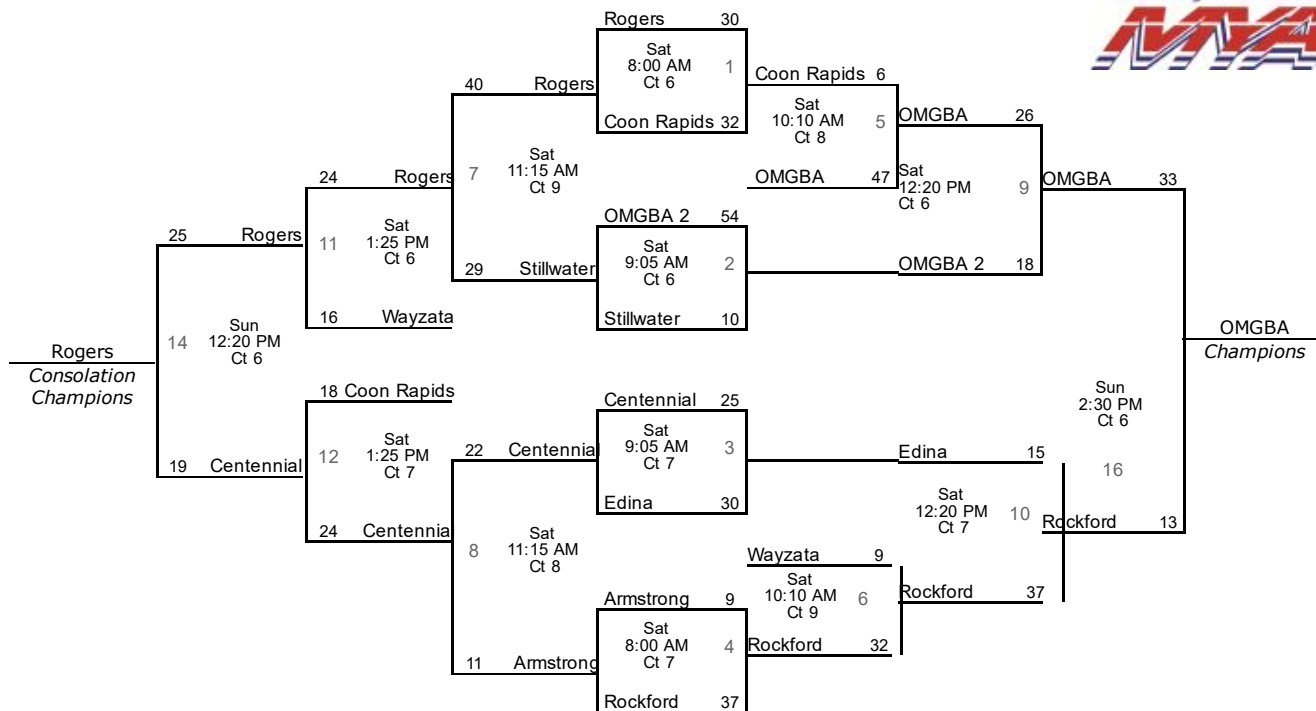 Rogers 30
Sat
8:00 AM
Ct 6
1
Coon Rapids 32
MYA
40 Rogers
Coon Rapids 6
Sat
10:10 AM
Ct 8
5
OMGBA 47
OMGBA 26
Sat
12:20 PM
Ct 6
9
OMGBA 2 18
OMGBA 33
7
Sat
11:15 AM
Ct 9
24 Rogers
OMGBA 2 54
Sat
9:05 AM
Ct 6
2
Stillwater 10
29 Stillwater
25 Rogers
11
Sat
1:25 PM
Ct 6
16 Wayzata
14
Sun
12:20 PM
Ct 6
Rogers
Consolation
Champions
OMGBA
Champions
18 Coon Rapids
12
Sat
1:25 PM
Ct 7
19 Centennial
24 Centennial
22 Centennial
Centennial 25
Sat
9:05 AM
Ct 7
3
Edina 30
Edina 15
Sat
12:20 PM
Ct 7
10
Rockford 37
Sun
2:30 PM
Ct 6
16
Rockford 13
8
Sat
11:15 AM
Ct 8
11 Armstrong
Wayzata 9
Sat
10:10 AM
Ct 9
6
Rockford 32
Armstrong 9
Sat
8:00 AM
Ct 7
4
Rockford 37